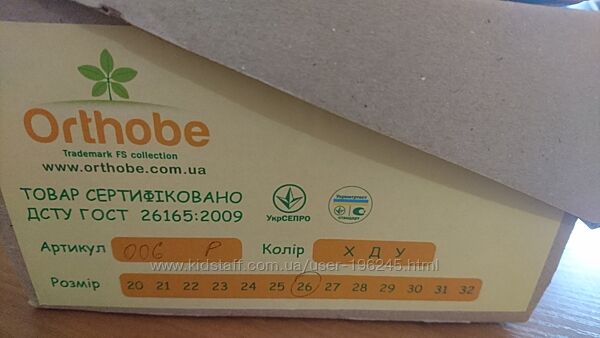 Orthobe
Trademark FS collection
www.orthobe.com.ua
ТОВАР СЕРТИФІКОВАНО
ДСТУ ГОСТ 26165:2009
УкрСЕПРО
стандарт
Артикул 006 Р Колір Х Д У
www.kidstaff.com.ua/user-196245.html
Розмір 20 21 22 23 24 25 26 27 28 29 30 31 32